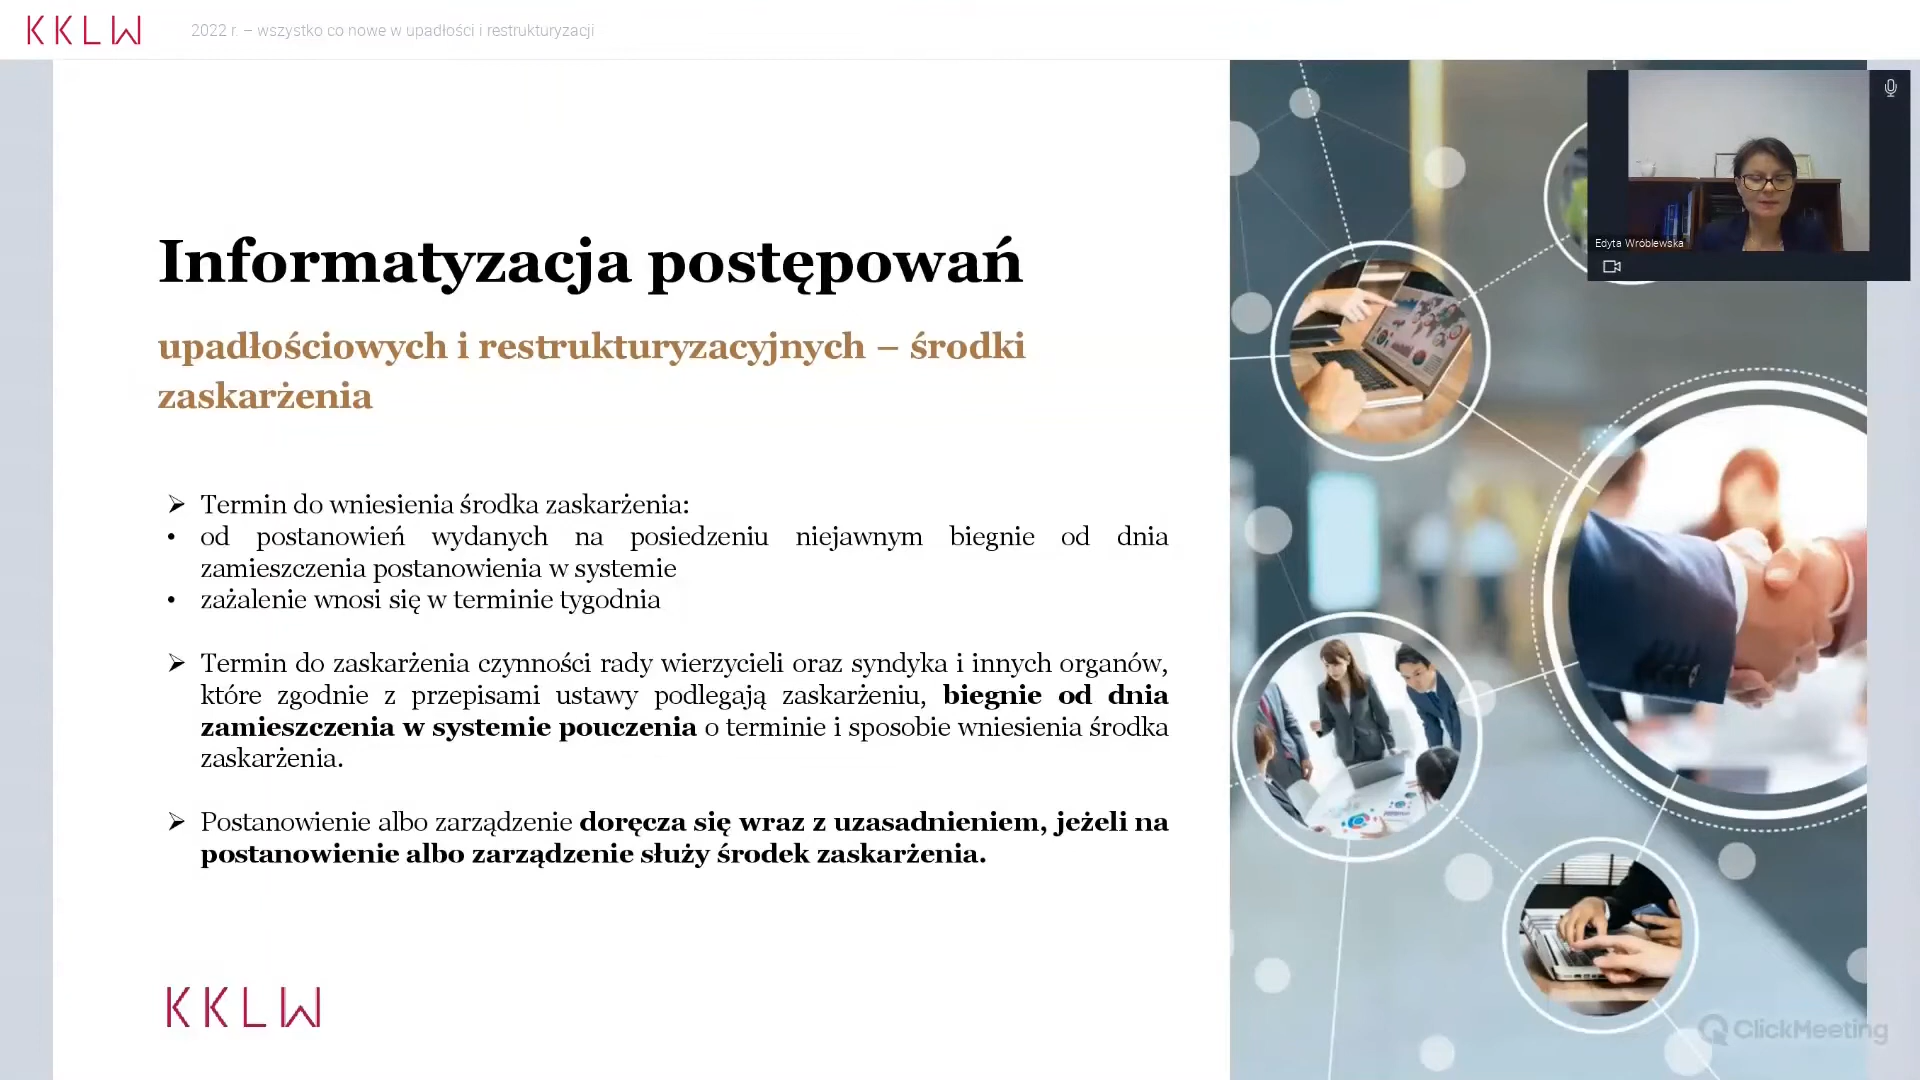 KKLW
2022 r. – wszystko co nowe w upadłości i restrukturyzacji
Edyta Wróblewska
Informatyzacja postępowań
upadłościowych i restrukturyzacyjnych – środki
zaskarżenia
➢ Termin do wniesienia środka zaskarżenia:
• od postanowień wydanych na posiedzeniu niejawnym biegnie od dnia
zamieszczenia postanowienia w systemie
• zażalenie wnosi się w terminie tygodnia
➢ Termin do zaskarżenia czynności rady wierzycieli oraz syndyka i innych organów,
które zgodnie z przepisami ustawy podlegają zaskarżeniu, biegnie od dnia
zamieszczenia w systemie pouczenia o terminie i sposobie wniesienia środka
zaskarżenia.
➢ Postanowienie albo zarządzenie doręcza się wraz z uzasadnieniem, jeżeli na
postanowienie albo zarządzenie służy środek zaskarżenia.
KKLW
ClickMeeting